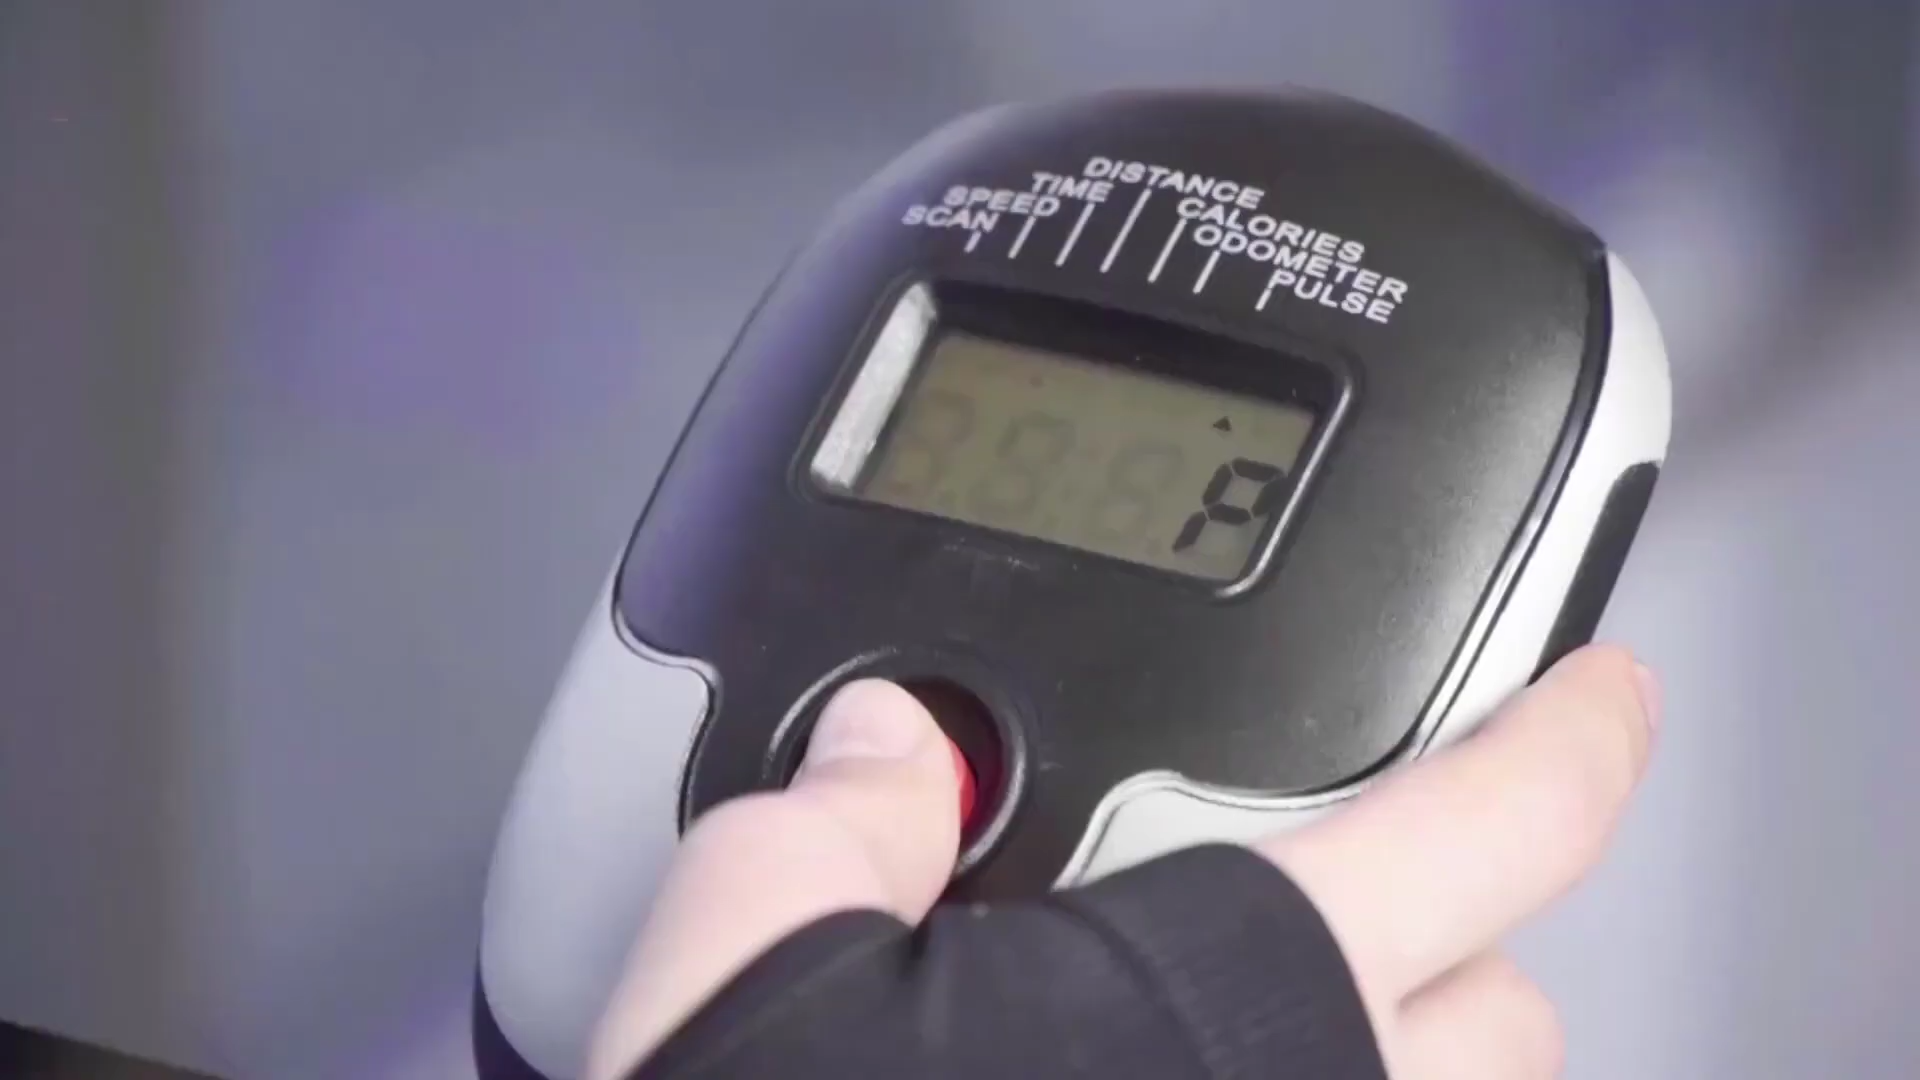 SCAN
SPEED
TIME
DISTANCE
CALORIES
ODOMETER
PULSE
P